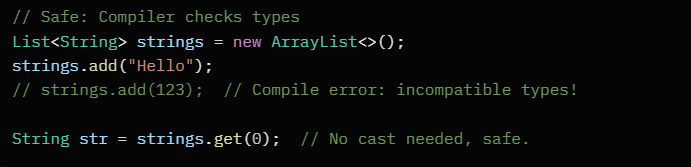 // Safe: Compiler checks types
List<String> strings = new ArrayList<>();
strings.add("Hello");
// strings.add(123);  // Compile error: incompatible types!

String str = strings.get(0);  // No cast needed, safe.